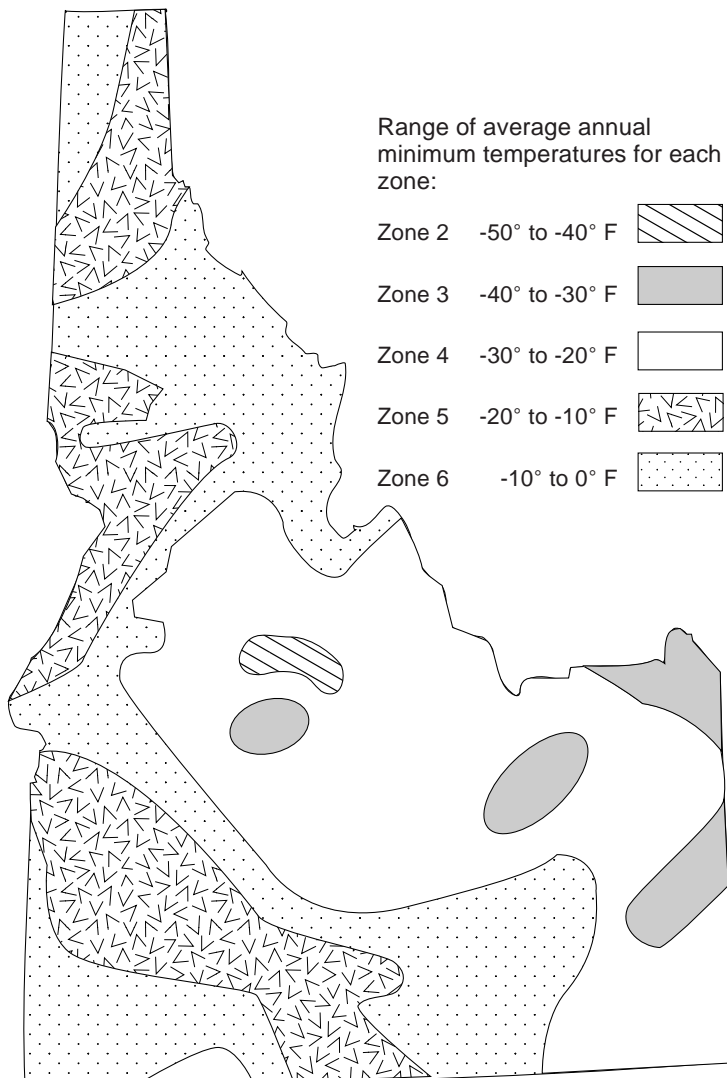 Range of average annual
minimum temperatures for each
zone:
Zone 2 -50° to -40° F
Zone 3 -40° to -30° F
Zone 4 -30° to -20° F
Zone 5 -20° to -10° F
Zone 6 -10° to 0° F